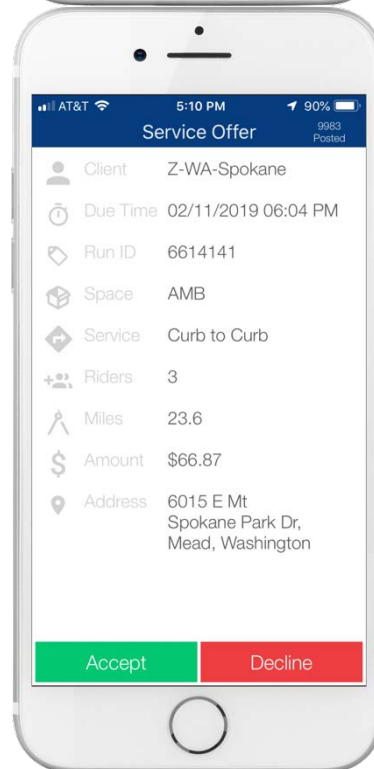 AT&T 5:10 PM 90%
Service Offer 9983
Posted
Client Z-WA-Spokane
Due Time 02/11/2019 06:04 PM
Run ID 6614141
Space AMB
Service Curb to Curb
Riders 3
Miles 23.6
$ Amount $66.87
Address 6015 E Mt
Spokane Park Dr,
Mead, Washington
Accept Decline